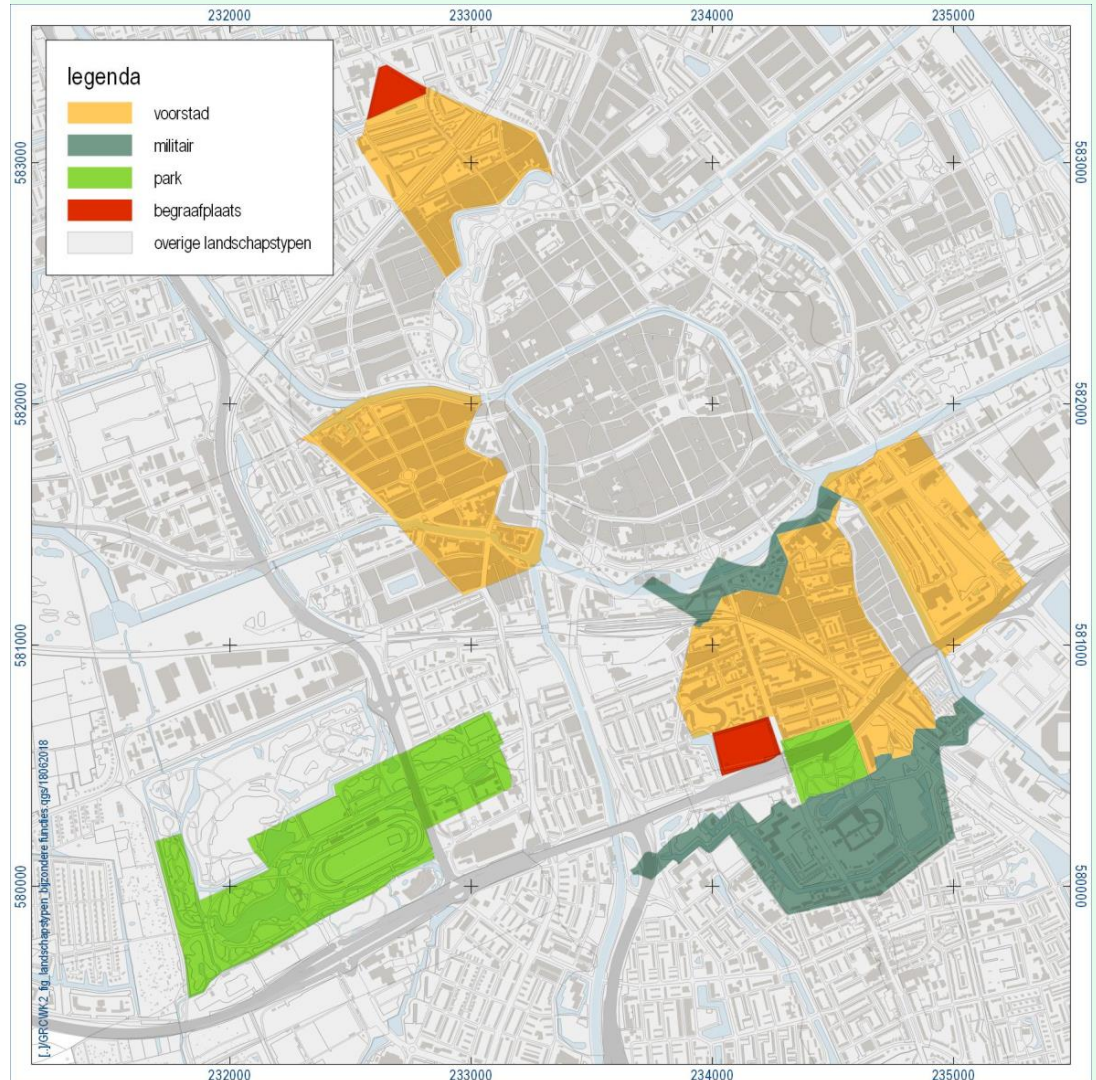 232000 233000 234000 235000
legenda
voorstad
militair
park
begraafplaats
overige landschapstypen
583000 583000
582000 582000
581000 581000
580000 580000
[..]/GRCWK2_fig_landschapstypen_bijzondere functies.qgs/18062018
232000 233000 234000 235000